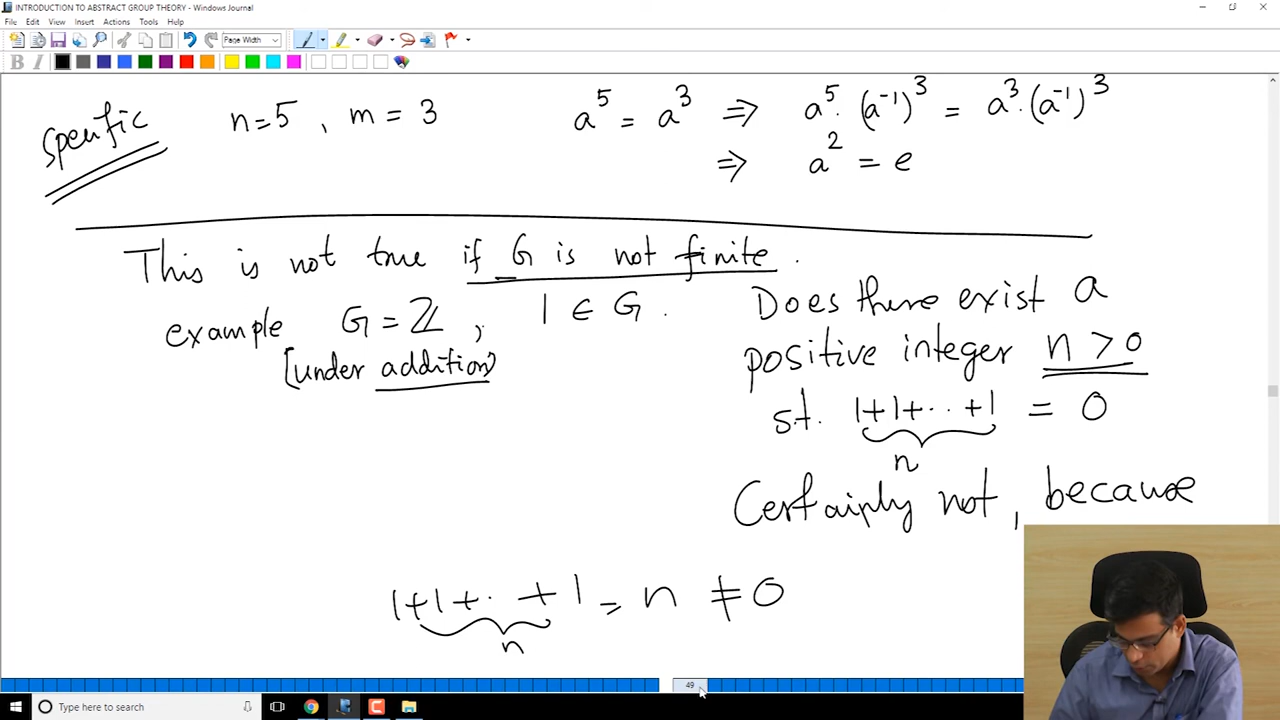 INTRODUCTION TO ABSTRACT GROUP THEORY - Windows Journal
File Edit View Insert Actions Tools Help
Page Width
B I
specific n=5 , m = 3 a⁵ = a³ ⇒ a⁵·(a⁻¹)³ = a³·(a⁻¹)³
⇒ a² = e
This is not true if G is not finite.
example G = ℤ, 1 ∈ G.
[under addition)
Does there exist a
positive integer n > 0
s.t. 1+1+..+1 = 0
n
Certainly not, because
1+1+..+1 = n ≠ 0
n
49
Type here to search